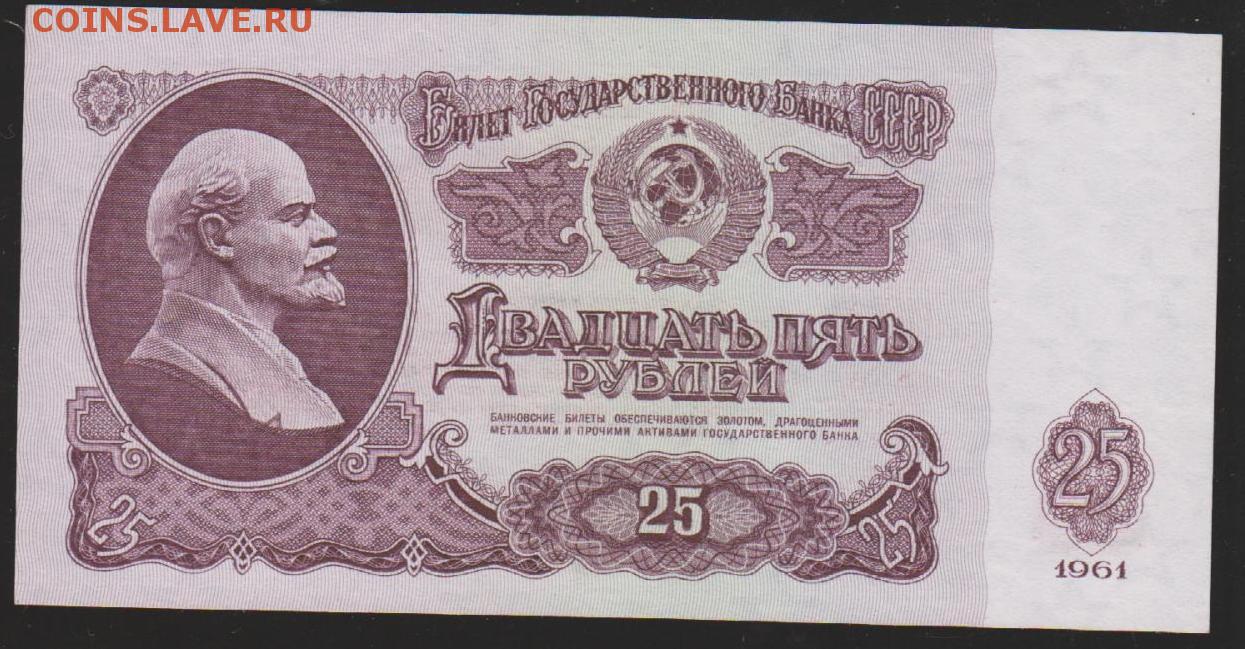 COINS.LAVE.RU
БИЛЕТ ГОСУДАРСТВЕННОГО БАНКА СССР
ДВАДЦАТЬ ПЯТЬ
РУБЛЕЙ
БАНКОВСКИЕ БИЛЕТЫ ОБЕСПЕЧИВАЮТСЯ ЗОЛОТОМ, ДРАГОЦЕННЫМИ
МЕТАЛЛАМИ И ПРОЧИМИ АКТИВАМИ ГОСУДАРСТВЕННОГО БАНКА
25
25
25
25
1961